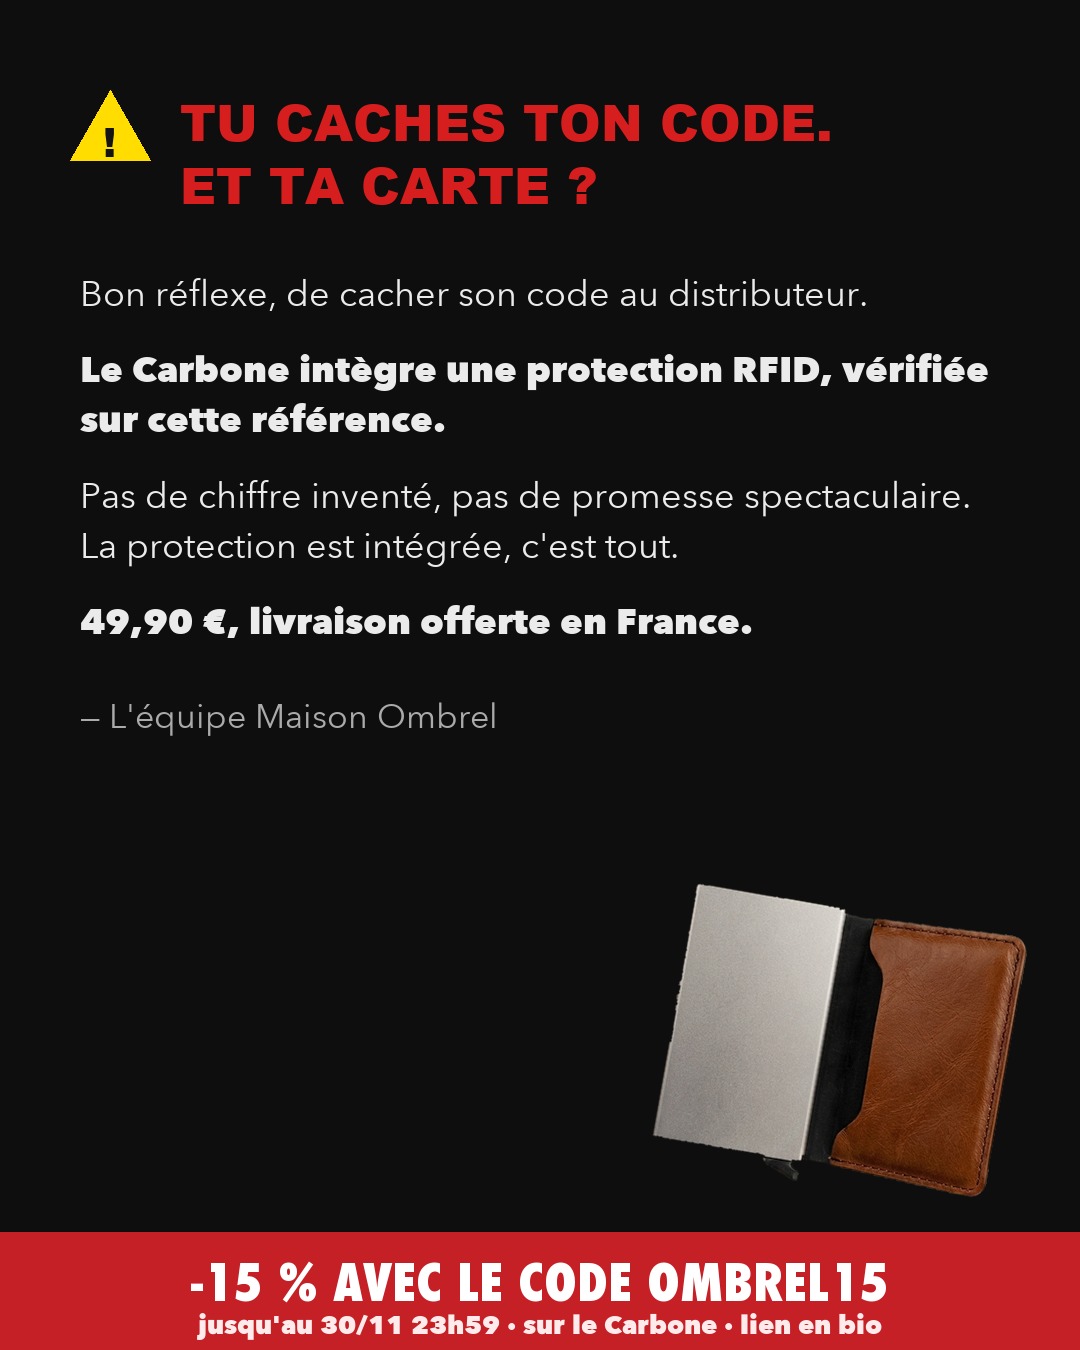 !
TU CACHES TON CODE.
ET TA CARTE ?
Bon réflexe, de cacher son code au distributeur.
Le Carbone intègre une protection RFID, vérifiée
sur cette référence.
Pas de chiffre inventé, pas de promesse spectaculaire.
La protection est intégrée, c'est tout.
49,90 €, livraison offerte en France.
– L'équipe Maison Ombrel
-15 % AVEC LE CODE OMBREL15
jusqu'au 30/11 23h59 • sur le Carbone • lien en bio